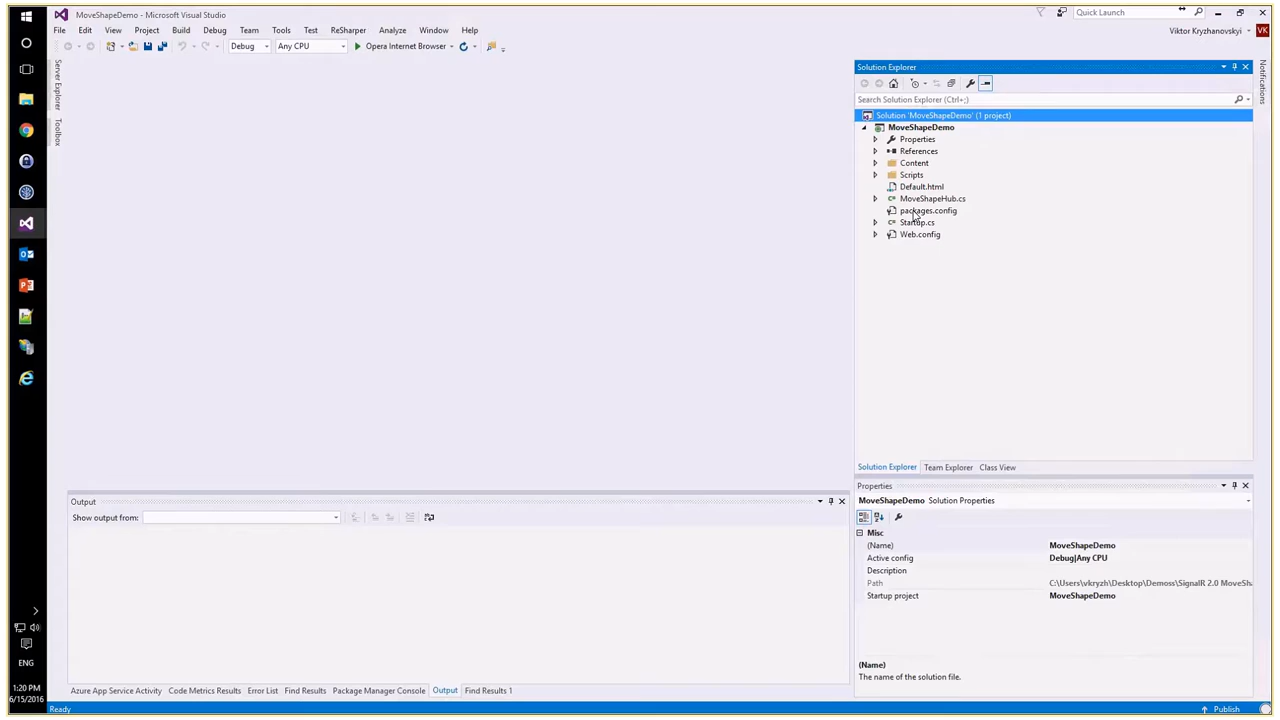 MoveShapeDemo - Microsoft Visual Studio
Quick Launch
File Edit View Project Build Debug Team Tools Test ReSharper Analyze Window Help
Viktor Kryzhanovskyi VK
Debug Any CPU Opera Internet Browser
Server Explorer
Toolbox
Notifications
Solution Explorer
Search Solution Explorer (Ctrl+;)
Solution 'MoveShapeDemo' (1 project)
MoveShapeDemo
Properties
References
Content
Scripts
Default.html
MoveShapeHub.cs
packages.config
Startup.cs
Web.config
Solution Explorer Team Explorer Class View
Properties
MoveShapeDemo Solution Properties
Misc
(Name) MoveShapeDemo
Active config Debug|Any CPU
Description
Path C:\Users\vkryzh\Desktop\Demoss\SignalR 2.0 MoveSha
Startup project MoveShapeDemo
(Name)
The name of the solution file.
Output
Show output from:
Azure App Service Activity Code Metrics Results Error List Find Results Package Manager Console Output Find Results 1
Ready
Publish
ENG
1:20 PM
6/15/2016